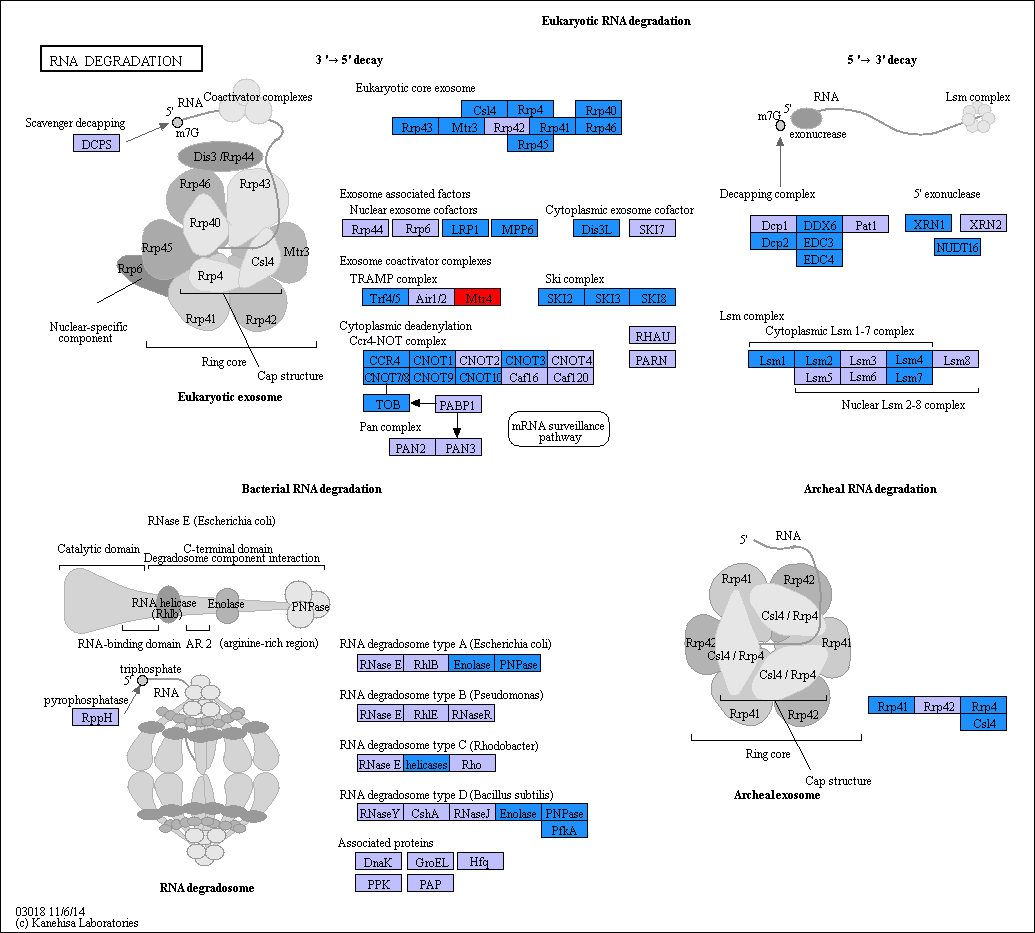 Eukaryotic RNA degradation
RNA DEGRADATION
3 '→ 5' decay
5 '→ 3' decay
Coactivator complexes
RNA
5'
m7G
Scavenger decapping
DCPS
Dis3 /Rrp44
Rrp46
Rrp43
Rrp40
Rrp45
Mtr3
Csl4
Rrp6
Rrp4
Rrp41
Rrp42
Nuclear-specific
component
Ring core
Cap structure
Eukaryotic exosome
Eukaryotic core exosome
Csl4 Rrp4 Rrp40
Rrp43 Mtr3 Rrp42 Rrp41 Rrp46
Rrp45
Exosome associated factors
Nuclear exosome cofactors
Cytoplasmic exosome cofactor
Rrp44 Rrp6 LRP1 MPP6
Dis3L SKI7
Exosome coactivator complexes
TRAMP complex
Ski complex
Trf4/5 Air1/2 Mtr4
SKI2 SKI3 SKI8
Cytoplasmic deadenylation
Ccr4-NOT complex
RHAU
PARN
CCR4 CNOT1 CNOT2 CNOT3 CNOT4
CNOT7/8 CNOT9 CNOT10 Caf16 Caf120
TOB
PABP1
Pan complex
PAN2 PAN3
mRNA surveillance
pathway
RNA
5'
m7G
exonucrease
Lsm complex
Decapping complex
5' exonuclease
Dcp1 DDX6 Pat1
Dcp2 EDC3
EDC4
XRN1 XRN2
NUDT16
Lsm complex
Cytoplasmic Lsm 1-7 complex
Lsm1 Lsm2 Lsm3 Lsm4 Lsm8
Lsm5 Lsm6 Lsm7
Nuclear Lsm 2-8 complex
Bacterial RNA degradation
RNase E (Escherichia coli)
Catalytic domain
C-terminal domain
Degradosome component interaction
RNA helicase
(Rhlb)
Enolase
PNPase
RNA-binding domain
AR 2
(arginine-rich region)
triphosphate
5'
RNA
pyrophosphatase
RppH
RNA degradosome
RNA degradosome type A (Escherichia coli)
RNase E RhlB Enolase PNPase
RNA degradosome type B (Pseudomonas)
RNase E RhlE RNaseR
RNA degradosome type C (Rhodobacter)
RNase E helicases Rho
RNA degradosome type D (Bacillus subtilis)
RNaseY CshA RNaseJ Enolase PNPase
PfkA
Associated proteins
DnaK GroEL Hfq
PPK PAP
Archeal RNA degradation
5'
RNA
Rrp41
Rrp42
Csl4 / Rrp4
Rrp42
Csl4 / Rrp4
Rrp41
Csl4 / Rrp4
Rrp41
Rrp42
Ring core
Cap structure
Archeal exosome
Rrp41 Rrp42 Rrp4
Csl4
03018 11/6/14
(c) Kanehisa Laboratories